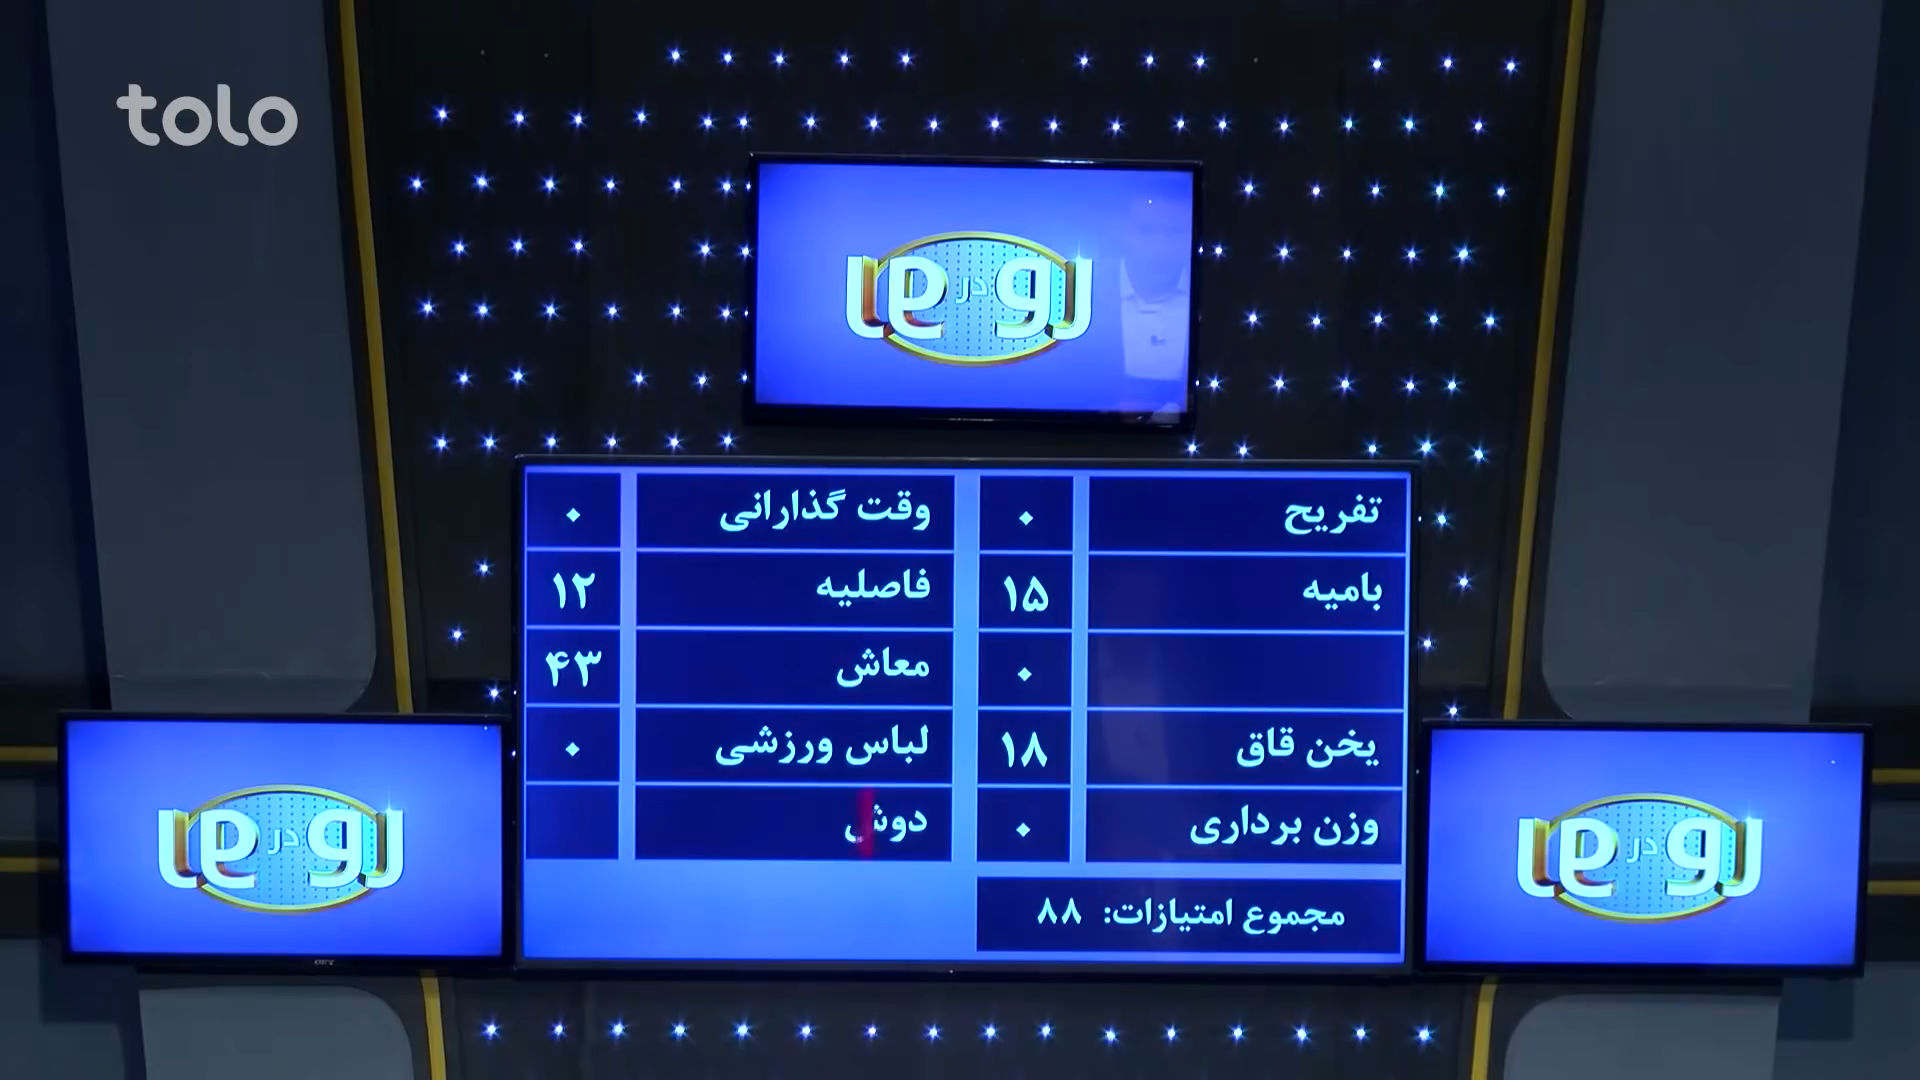 tolo
رو در رو
تفریح ۰
بامیه ۱۵
۰
یخن قاق ۱۸
وزن برداری ۰
وقت گذارانی ۰
فاصلیه ۱۲
معاش ۴۳
لباس ورزشی ۰
دوش
مجموع امتیازات: ۸۸
رو در رو
رو در رو